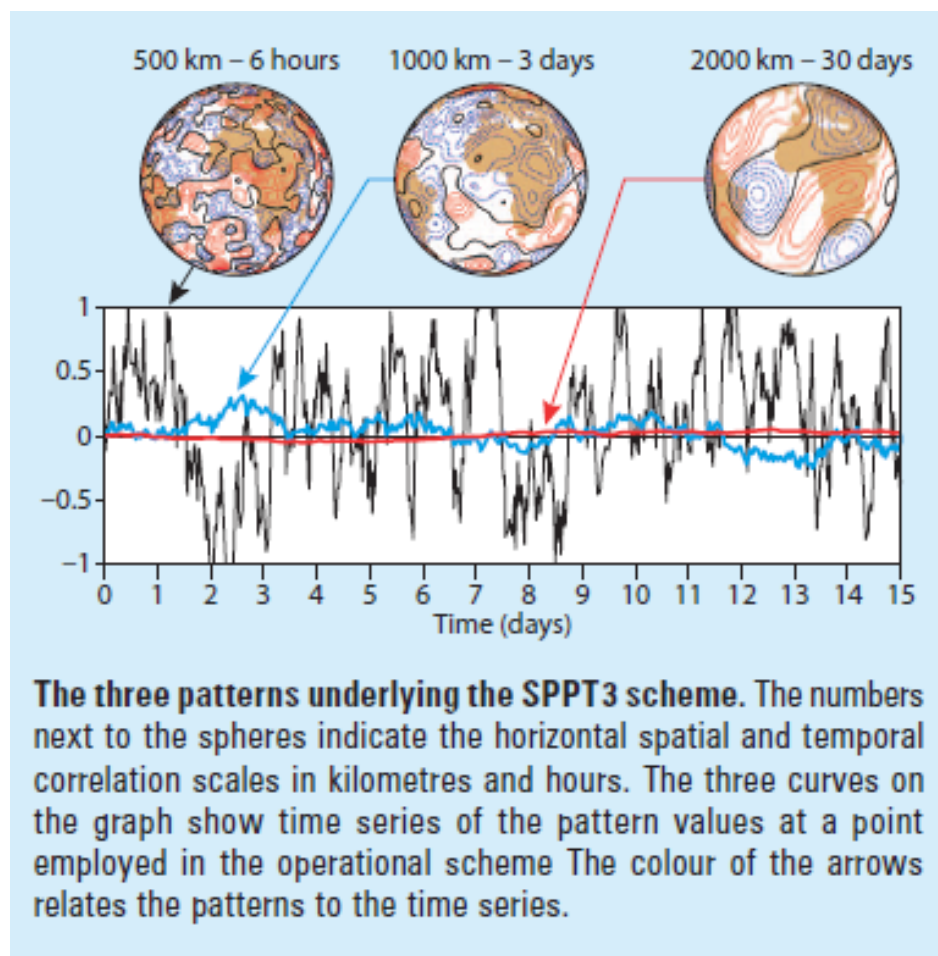 500 km – 6 hours 1000 km – 3 days 2000 km – 30 days
1
0.5
0
–0.5
–1
0 1 2 3 4 5 6 7 8 9 10 11 12 13 14 15
Time (days)
The three patterns underlying the SPPT3 scheme. The numbers
next to the spheres indicate the horizontal spatial and temporal
correlation scales in kilometres and hours. The three curves on
the graph show time series of the pattern values at a point
employed in the operational scheme The colour of the arrows
relates the patterns to the time series.